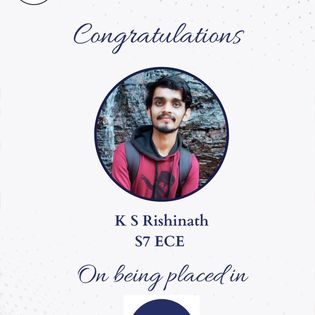 Congratulations
K S Rishinath
S7 ECE
On being placed in